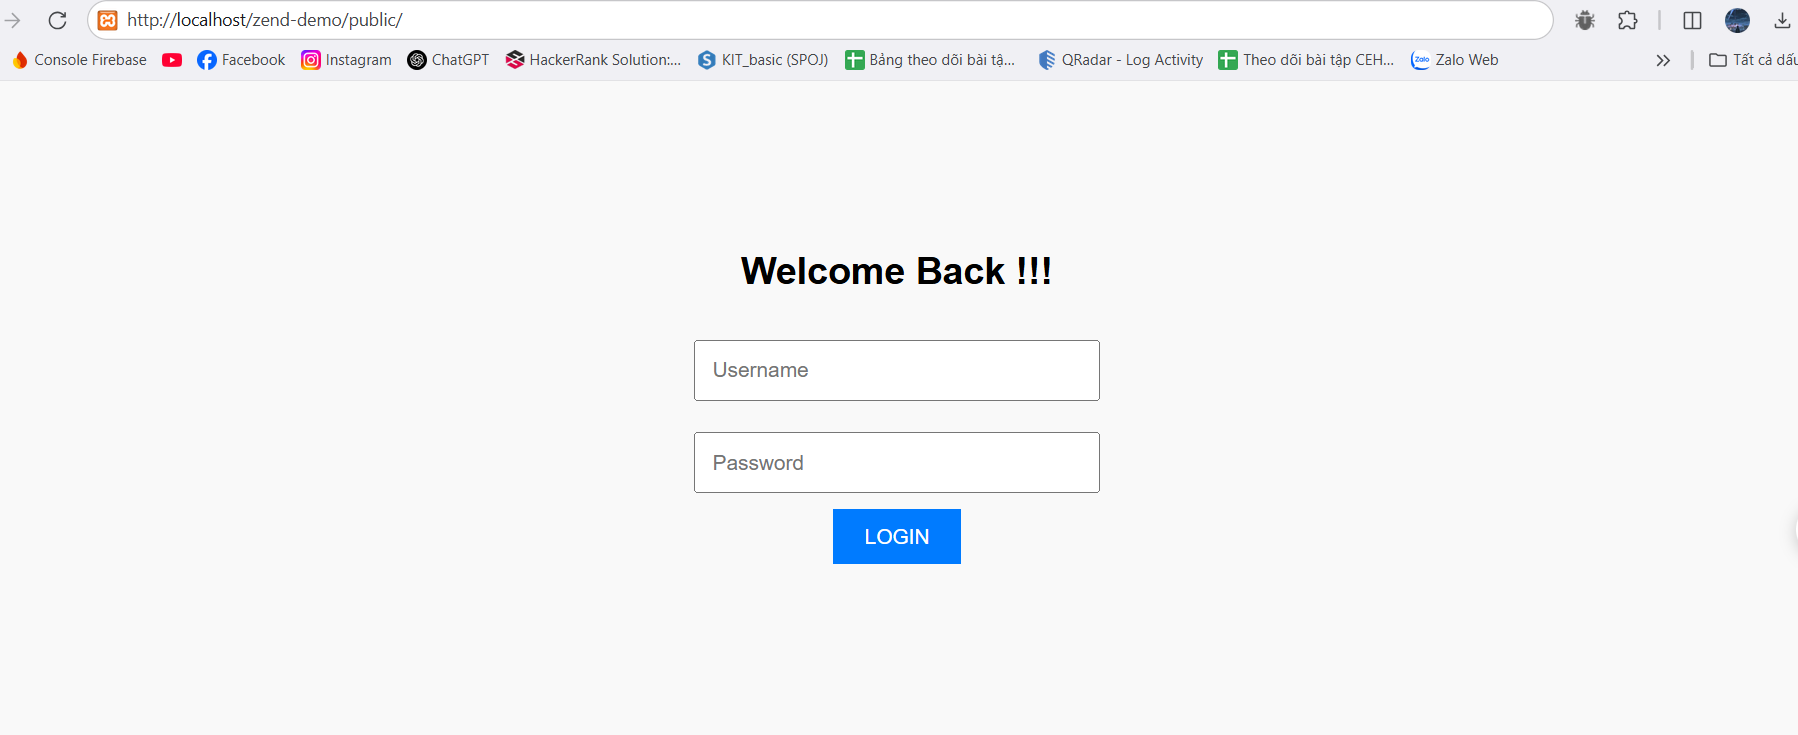 http://localhost/zend-demo/public/
Console Firebase Facebook Instagram ChatGPT HackerRank Solution:... KIT_basic (SPOJ) Bảng theo dõi bài tậ... QRadar - Log Activity Theo dõi bài tập CEH... Zalo Zalo Web Tất cả dấu
Welcome Back !!!
Username
Password
LOGIN